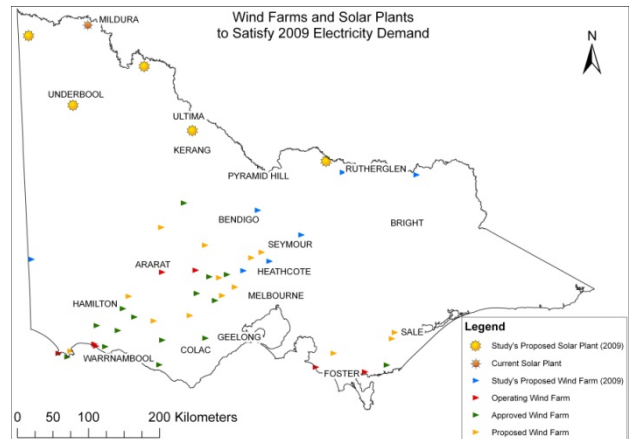 Wind Farms and Solar Plants
to Satisfy 2009 Electricity Demand
MILDURA
N
UNDERBOOL
ULTIMA
KERANG
PYRAMID HILL
RUTHERGLEN
BENDIGO
BRIGHT
SEYMOUR
ARARAT
HEATHCOTE
HAMILTON
MELBOURNE
GEELONG
SALE
WARRNAMBOOL
COLAC
FOSTER
0 50 100 200 Kilometers
Legend
Study's Proposed Solar Plant (2009)
Current Solar Plant
Study's Proposed Wind Farm (2009)
Operating Wind Farm
Approved Wind Farm
Proposed Wind Farm